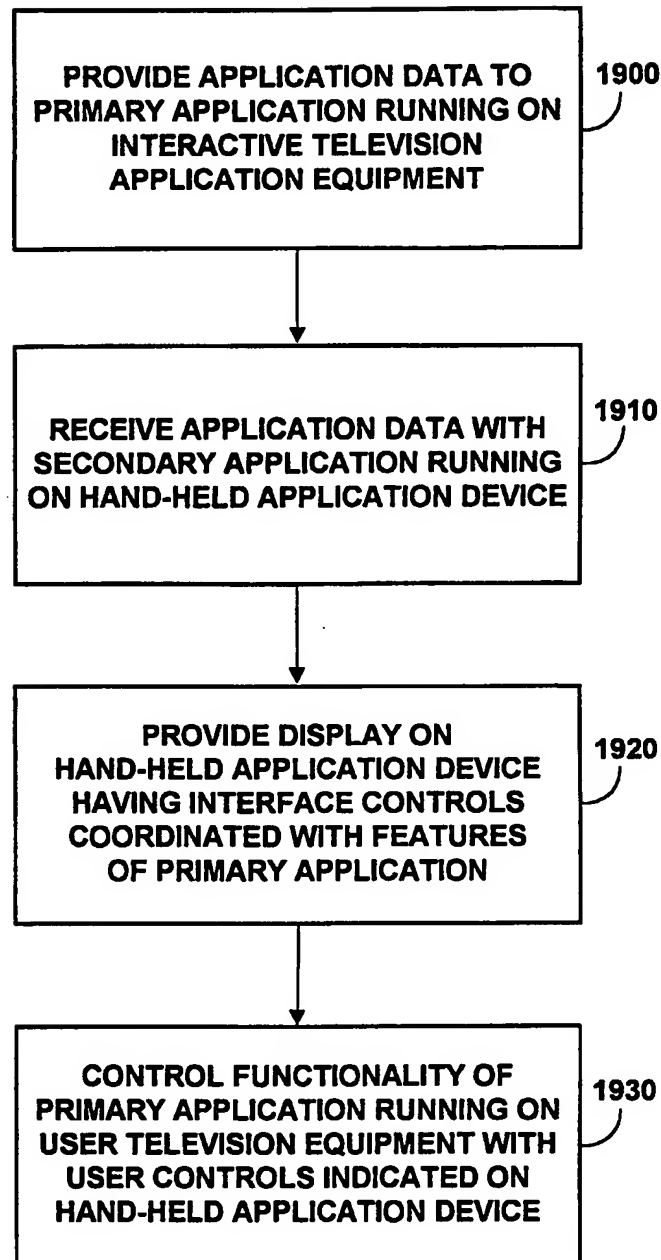 PROVIDE APPLICATION DATA TO
PRIMARY APPLICATION RUNNING ON
INTERACTIVE TELEVISION
APPLICATION EQUIPMENT
1900
RECEIVE APPLICATION DATA WITH
SECONDARY APPLICATION RUNNING
ON HAND-HELD APPLICATION DEVICE
1910
PROVIDE DISPLAY ON
HAND-HELD APPLICATION DEVICE
HAVING INTERFACE CONTROLS
COORDINATED WITH FEATURES
OF PRIMARY APPLICATION
1920
CONTROL FUNCTIONALITY OF
PRIMARY APPLICATION RUNNING ON
USER TELEVISION EQUIPMENT WITH
USER CONTROLS INDICATED ON
HAND-HELD APPLICATION DEVICE
1930